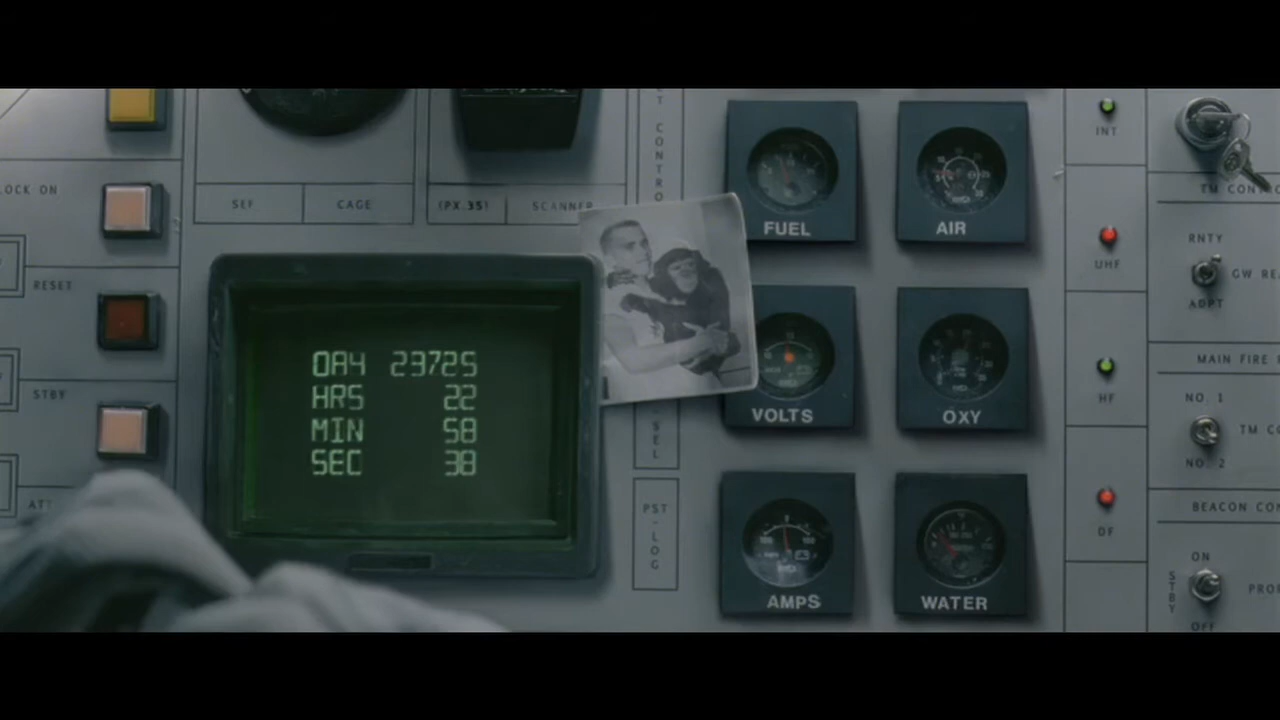 LOCK ON
RESET
STBY
SEF
CAGE
(PX.35)
SCANNER
DAY 23725
HRS 22
MIN 58
SEC 38
SEL
PST-LOG
FUEL
AIR
VOLTS
OXY
AMPS
WATER
INT
UHF
HF
DF
RNTY
ADPT
MAIN FIRE
NO. 1
NO. 2
BEACON
ON
STBY
OFF